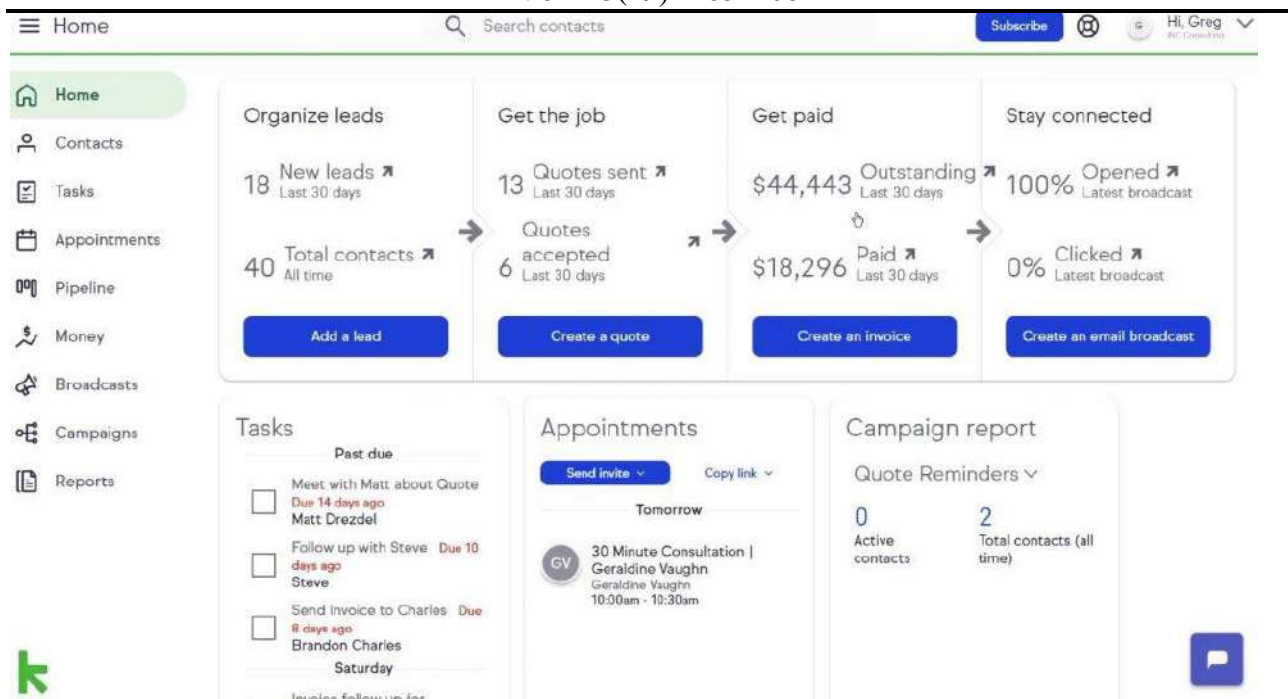 Home
Search contacts
Subscribe
Hi, Greg
Home
Contacts
Tasks
Appointments
Pipeline
Money
Broadcasts
Campaigns
Reports
Organize leads
18 New leads
Last 30 days
40 Total contacts
All time
Add a lead
Get the job
13 Quotes sent
Last 30 days
Quotes
6 accepted
Last 30 days
Create a quote
Get paid
$44,443 Outstanding
Last 30 days
$18,296 Paid
Last 30 days
Create an invoice
Stay connected
100% Opened
Latest broadcast
0% Clicked
Latest broadcast
Create an email broadcast
Tasks
Past due
Meet with Matt about Quote
Due 14 days ago
Matt Drezdel
Follow up with Steve Due 10
days ago
Steve
Send Invoice to Charles Due
8 days ago
Brandon Charles
Saturday
Invoice follow up for
Appointments
Send invite
Copy link
Tomorrow
GV
30 Minute Consultation |
Geraldine Vaughn
Geraldine Vaughn
10:00am - 10:30am
Campaign report
Quote Reminders
0
Active
contacts
2
Total contacts (all
time)